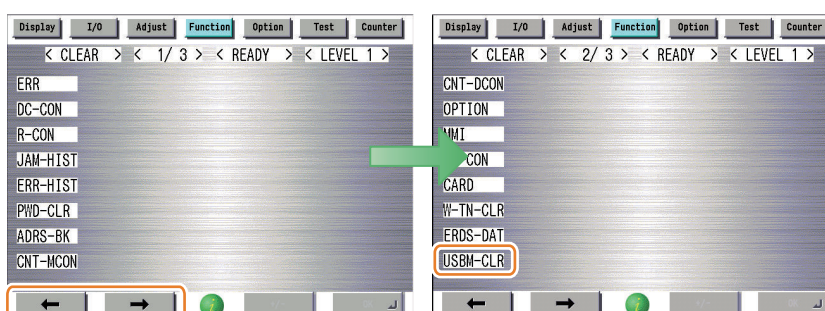 Display I/O Adjust Function Option Test Counter
< CLEAR > < 1/ 3 > < READY > < LEVEL 1 >
ERR
DC-CON
R-CON
JAM-HIST
ERR-HIST
PWD-CLR
ADRS-BK
CNT-MCON
+/-
Display I/O Adjust Function Option Test Counter
< CLEAR > < 2/ 3 > < READY > < LEVEL 1 >
CNT-DCON
OPTION
MMI
CON
CARD
W-TN-CLR
ERDS-DAT
USBM-CLR
+/-